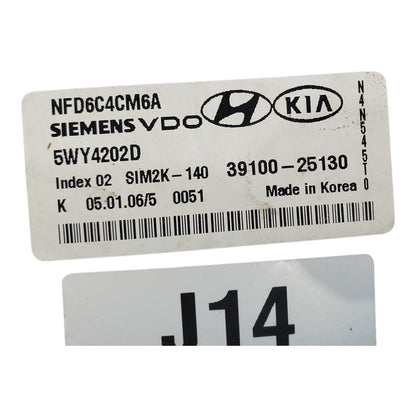 NFD6C4CM6A
SIEMENS VDO KIA
5WY4202D
Index 02 SIM2K-140 39100-25130
K 05.01.06/5 0051 Made in Korea
N4N545T0
J14